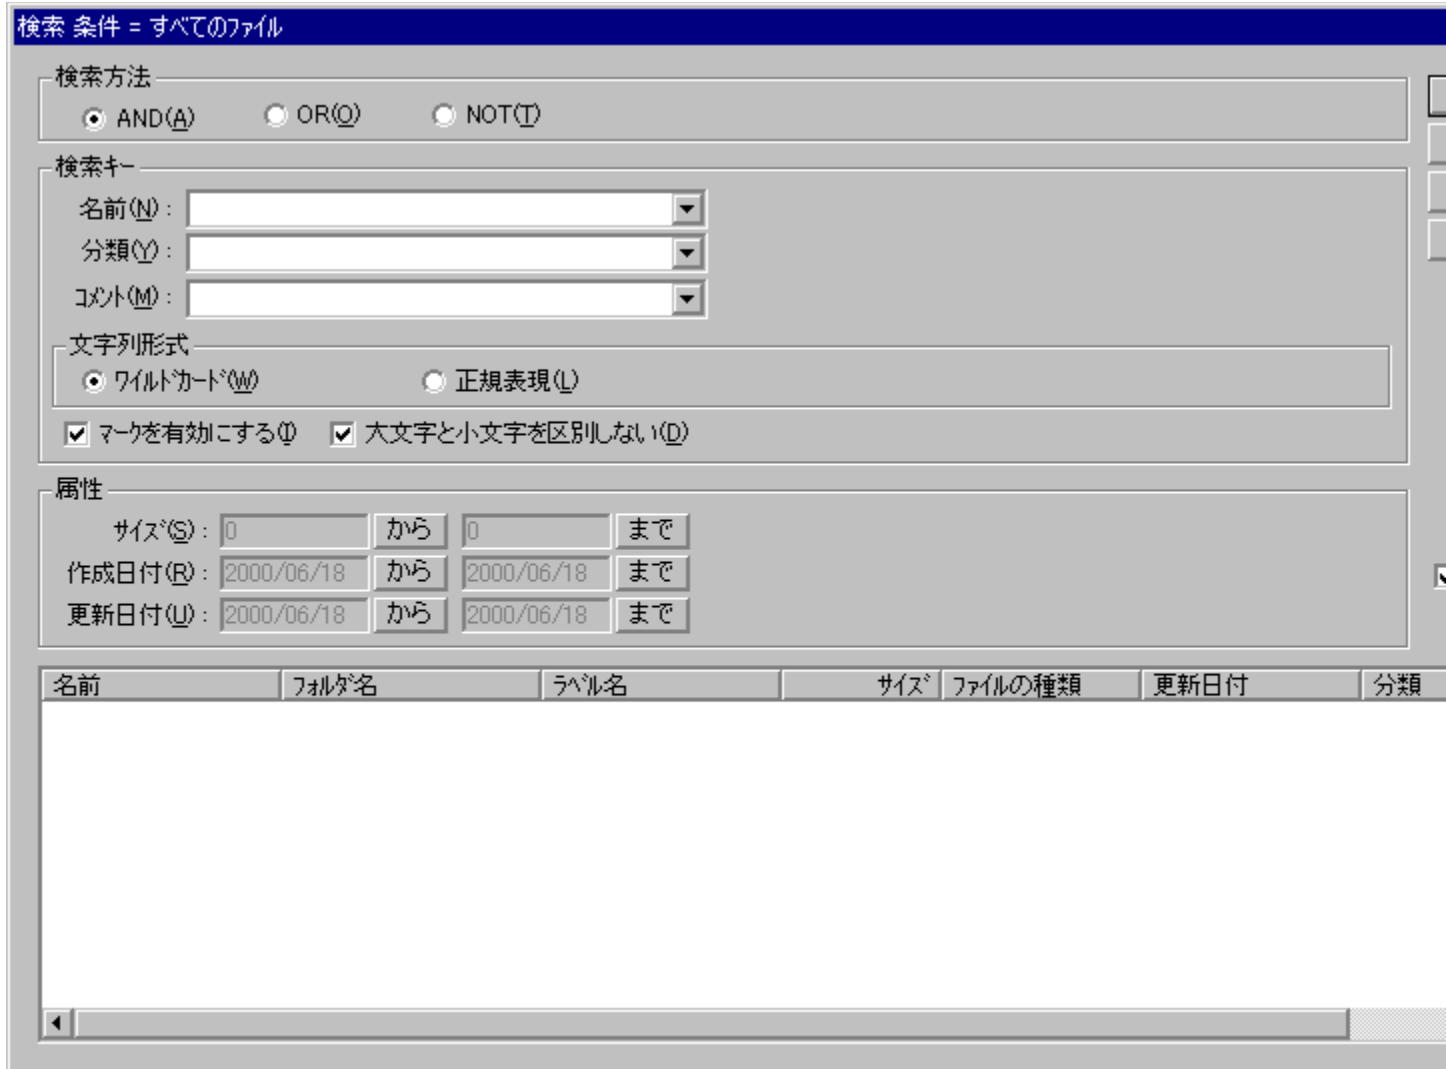 検索 条件 = すべてのファイル
検索方法
AND(A) OR(O) NOT(T)
検索キー
名前(N) :
分類(Y) :
コメント(M) :
文字列形式
ワイルドカード(W) 正規表現(L)
マークを有効にする(I) 大文字と小文字を区別しない(D)
属性
サイズ(S) : 0 から 0 まで
作成日付(R) : 2000/06/18 から 2000/06/18 まで
更新日付(U) : 2000/06/18 から 2000/06/18 まで
名前 フォルダ名 ラベル名 サイズ ファイルの種類 更新日付 分類